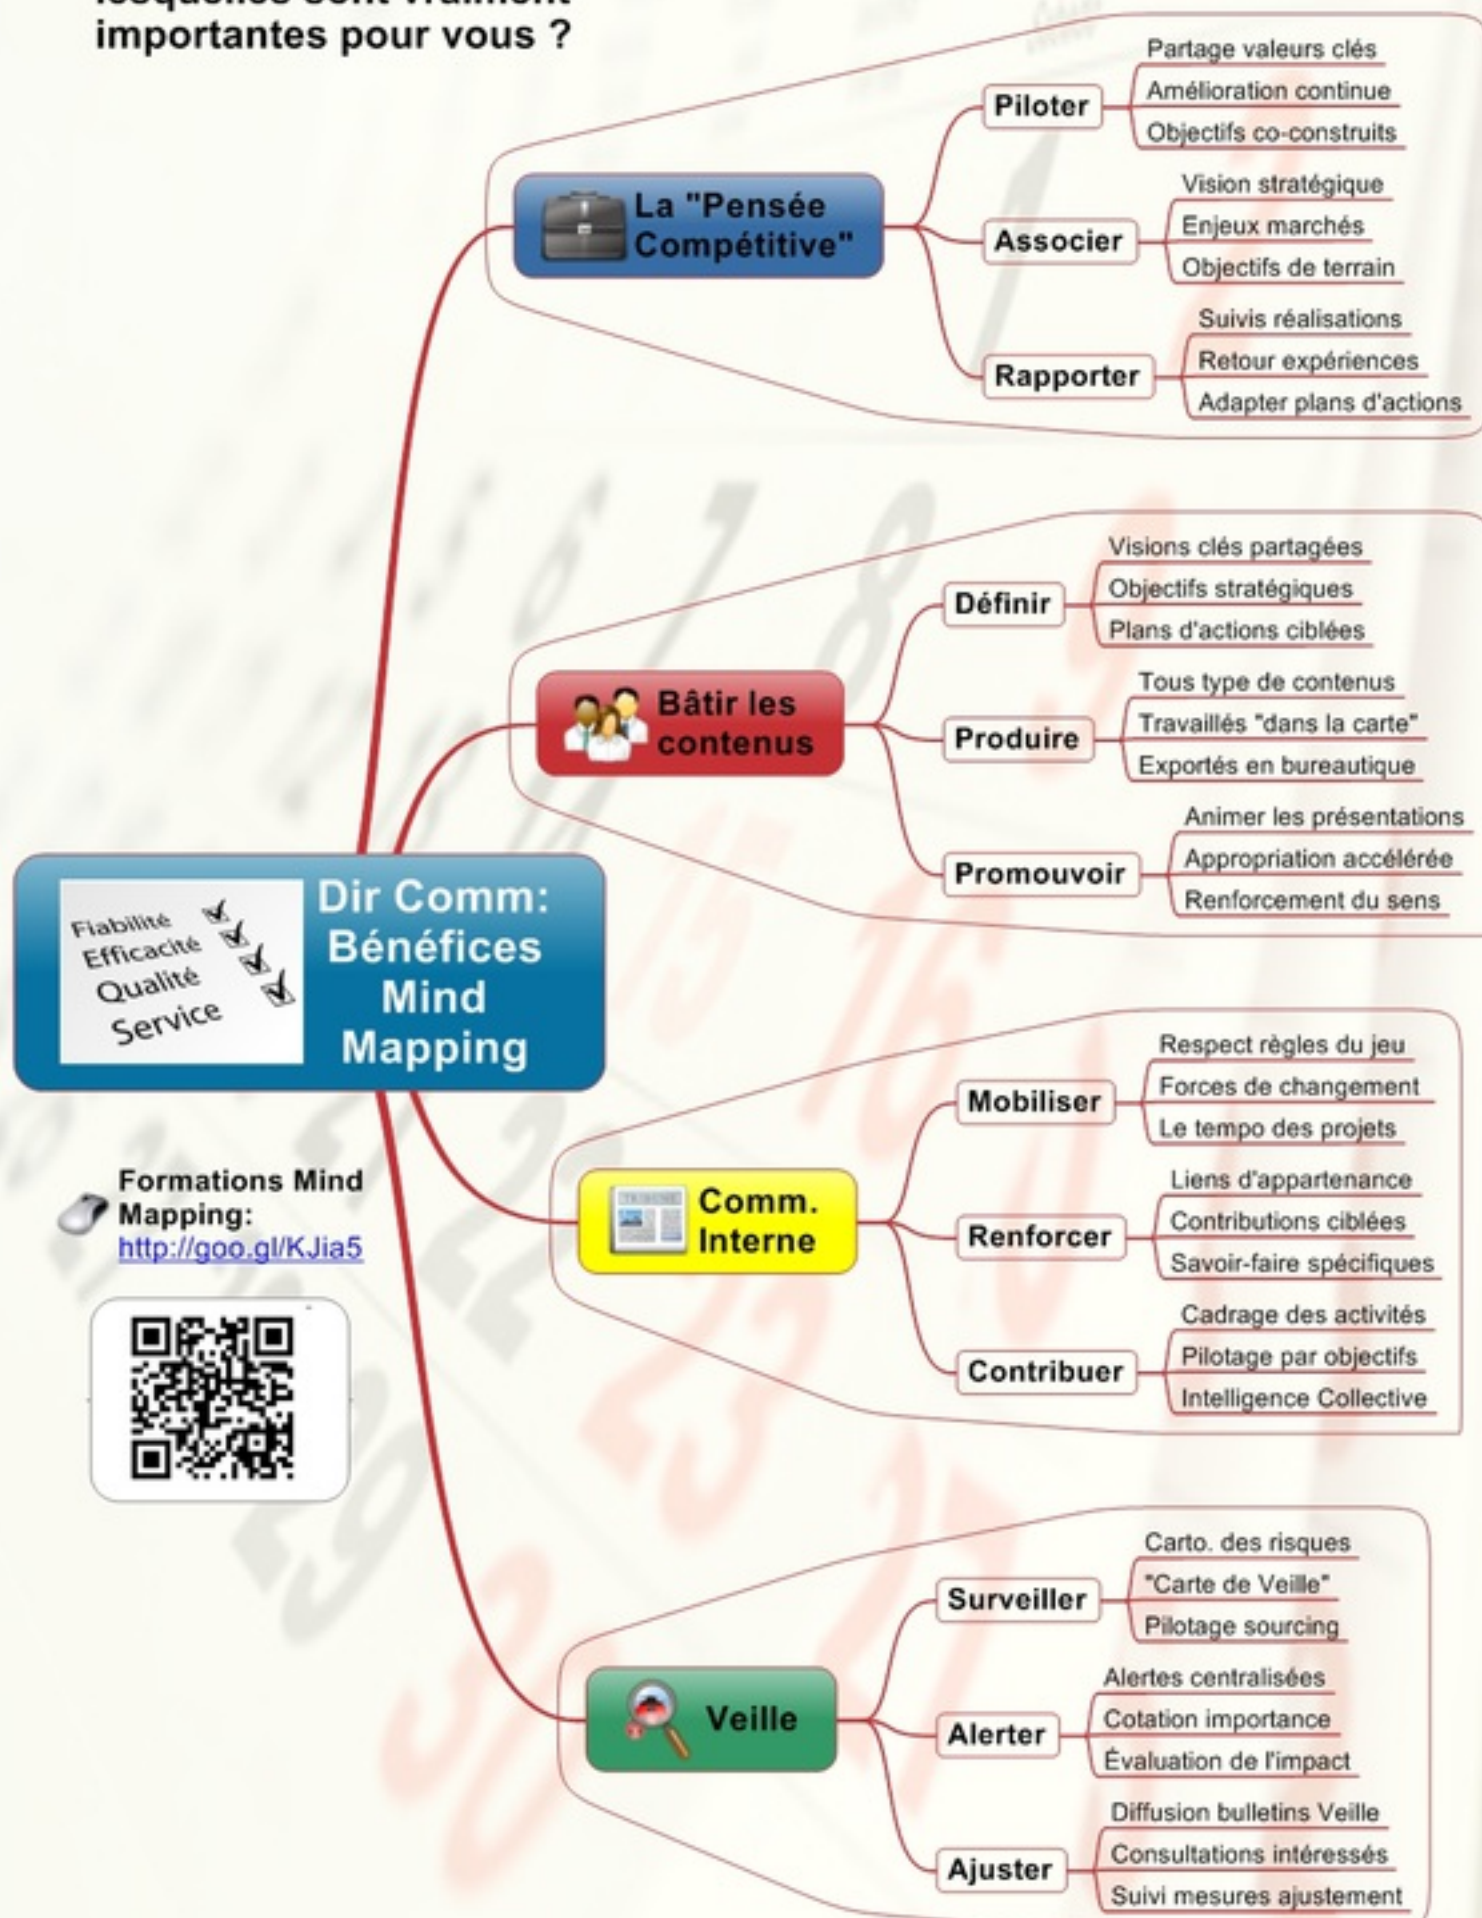 lesquelles sont vraiment
importantes pour vous ?
La "Pensée
Compétitive"
Piloter
Partage valeurs clés
Amélioration continue
Objectifs co-construits
Associer
Vision stratégique
Enjeux marchés
Objectifs de terrain
Rapporter
Suivis réalisations
Retour expériences
Adapter plans d'actions
Bâtir les
contenus
Définir
Visions clés partagées
Objectifs stratégiques
Plans d'actions ciblées
Produire
Tous type de contenus
Travaillés "dans la carte"
Exportés en bureautique
Promouvoir
Animer les présentations
Appropriation accélérée
Renforcement du sens
Fiabilité
Efficacité
Qualité
Service
Dir Comm:
Bénéfices
Mind
Mapping
Comm.
Interne
Mobiliser
Respect règles du jeu
Forces de changement
Le tempo des projets
Renforcer
Liens d'appartenance
Contributions ciblées
Savoir-faire spécifiques
Contribuer
Cadrage des activités
Pilotage par objectifs
Intelligence Collective
Formations Mind
Mapping:
http://goo.gl/KJia5
Veille
Surveiller
Carto. des risques
"Carte de Veille"
Pilotage sourcing
Alerter
Alertes centralisées
Cotation importance
Évaluation de l'impact
Ajuster
Diffusion bulletins Veille
Consultations intéressés
Suivi mesures ajustement